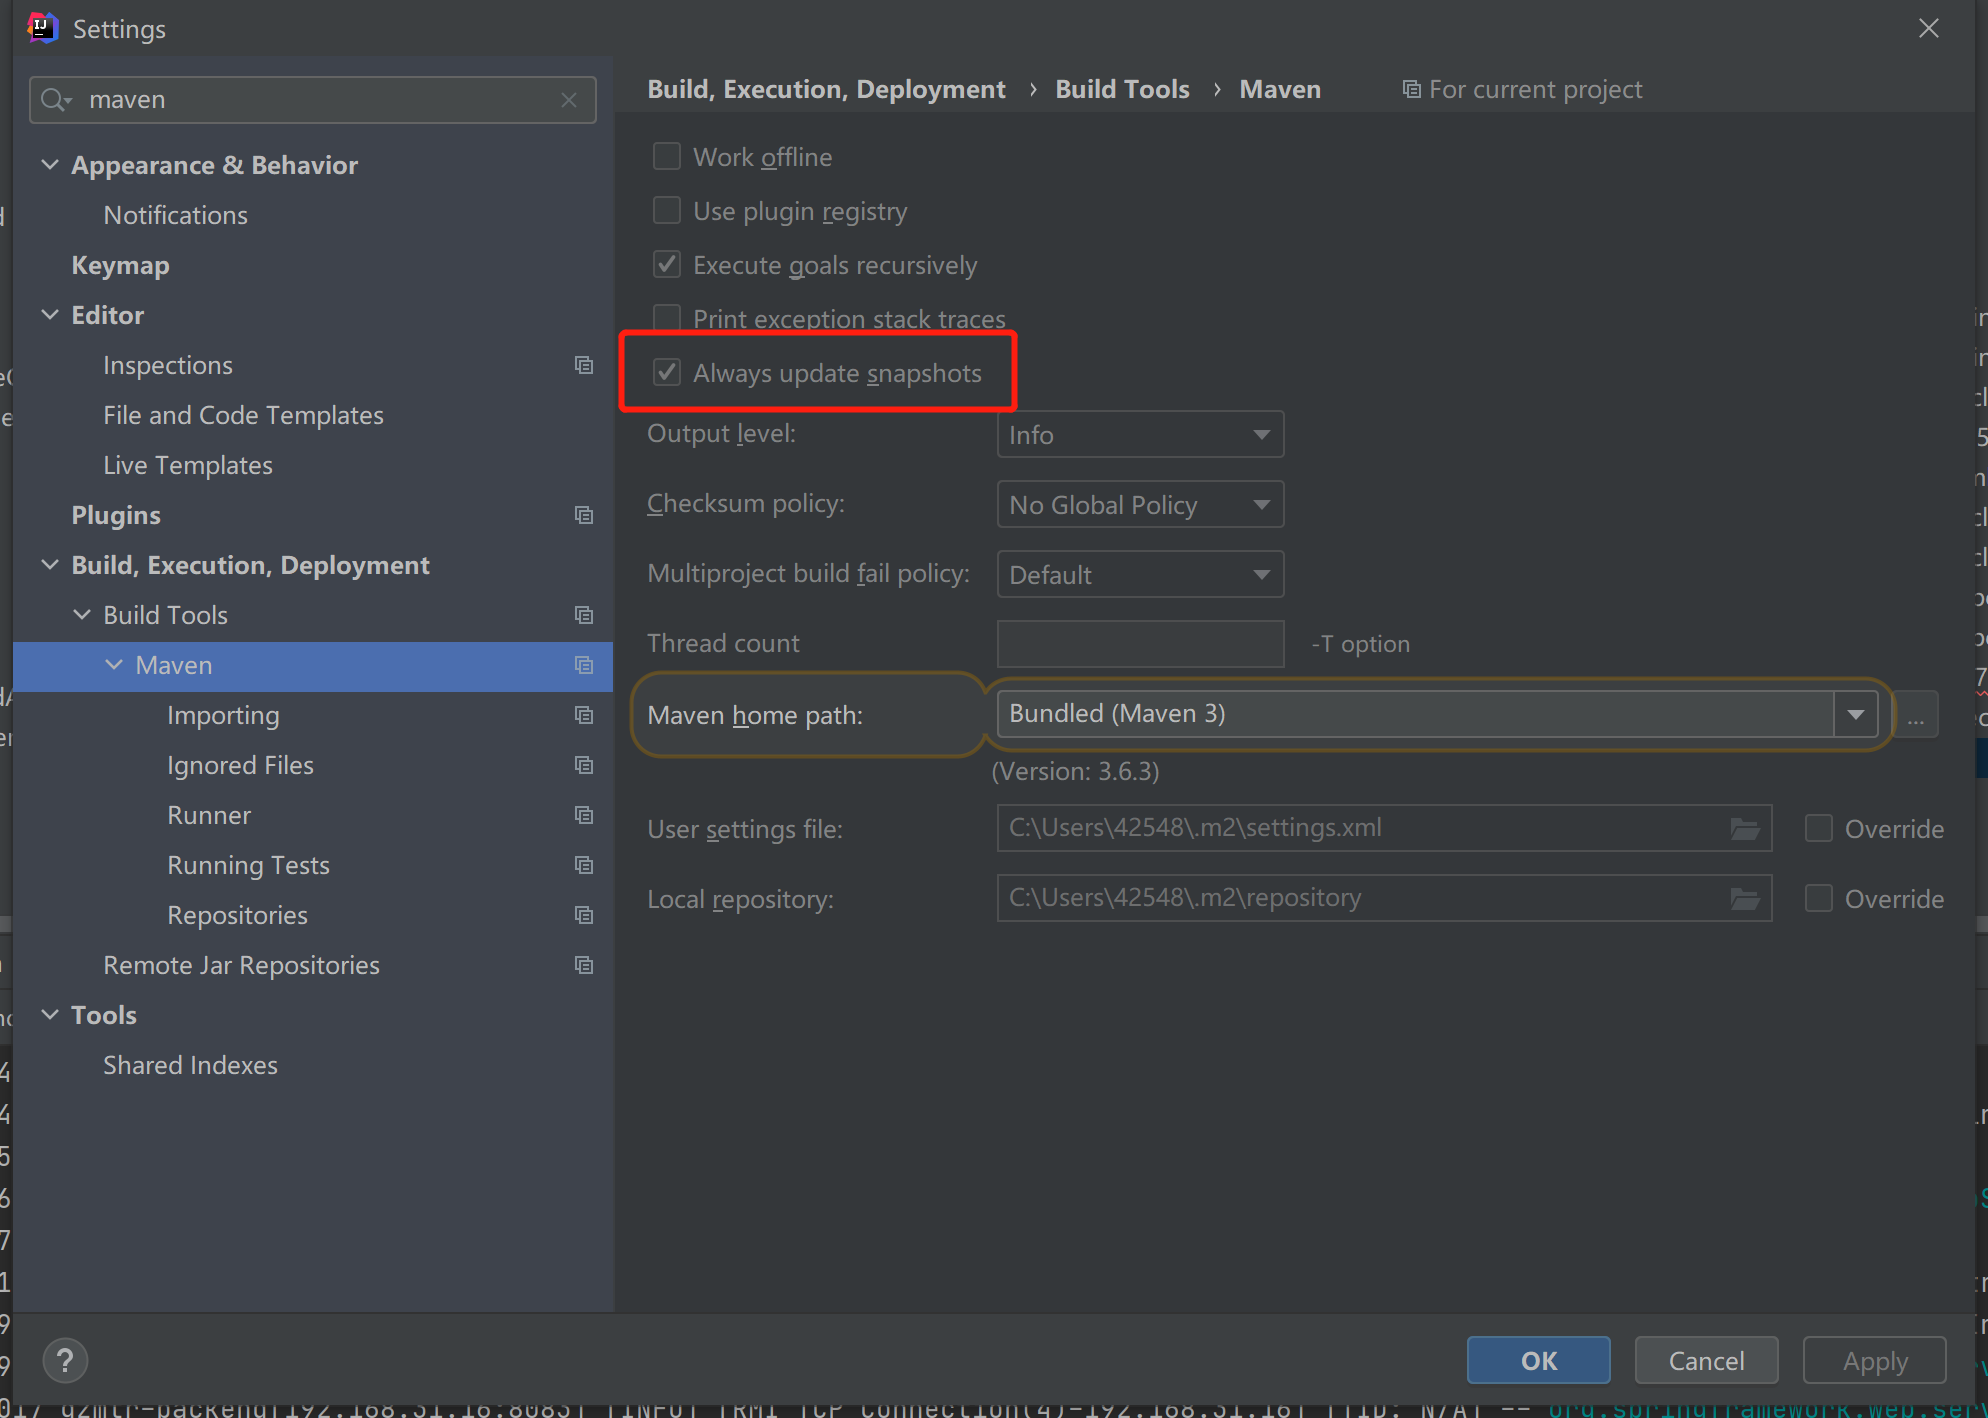 Settings
maven
Appearance & Behavior
Notifications
Keymap
Editor
Inspections
File and Code Templates
Live Templates
Plugins
Build, Execution, Deployment
Build Tools
Maven
Importing
Ignored Files
Runner
Running Tests
Repositories
Remote Jar Repositories
Tools
Shared Indexes
Build, Execution, Deployment › Build Tools › Maven For current project
Work offline
Use plugin registry
Execute goals recursively
Print exception stack traces
Always update snapshots
Output level: Info
Checksum policy: No Global Policy
Multiproject build fail policy: Default
Thread count -T option
Maven home path: Bundled (Maven 3) ...
(Version: 3.6.3)
User settings file: C:\Users\42548\.m2\settings.xml Override
Local repository: C:\Users\42548\.m2\repository Override
? OK Cancel Apply